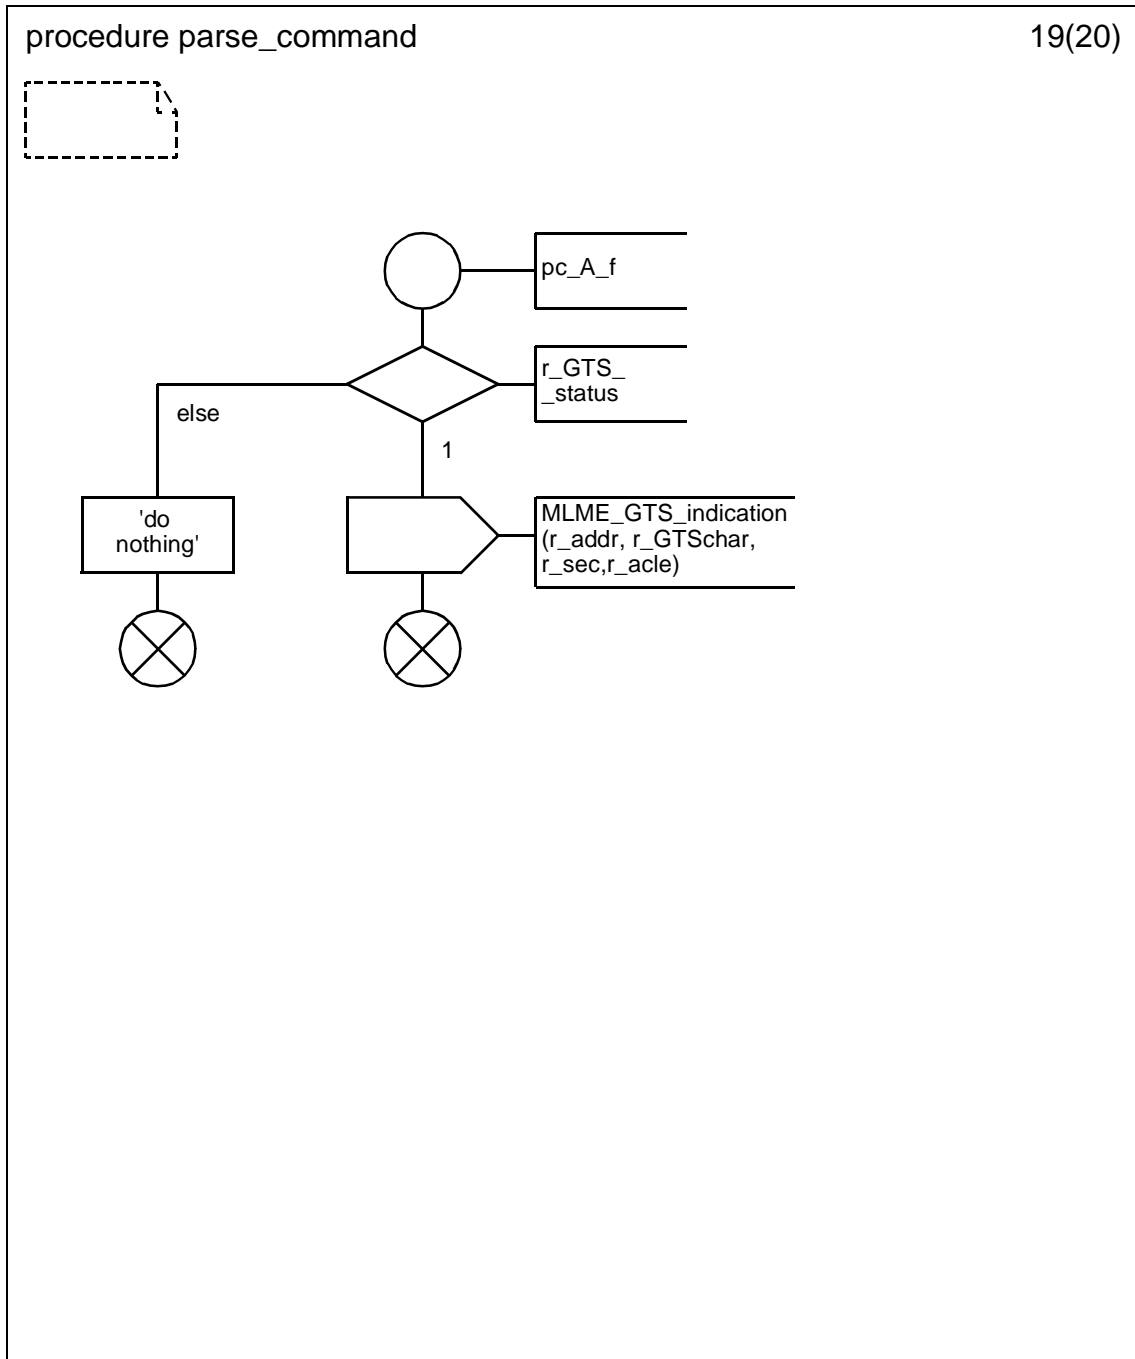 procedure parse_command
19(20)
pc_A_f
r_GTS_
_status
else
1
'do
nothing'
MLME_GTS_indication
(r_addr, r_GTSchar,
r_sec,r_acle)